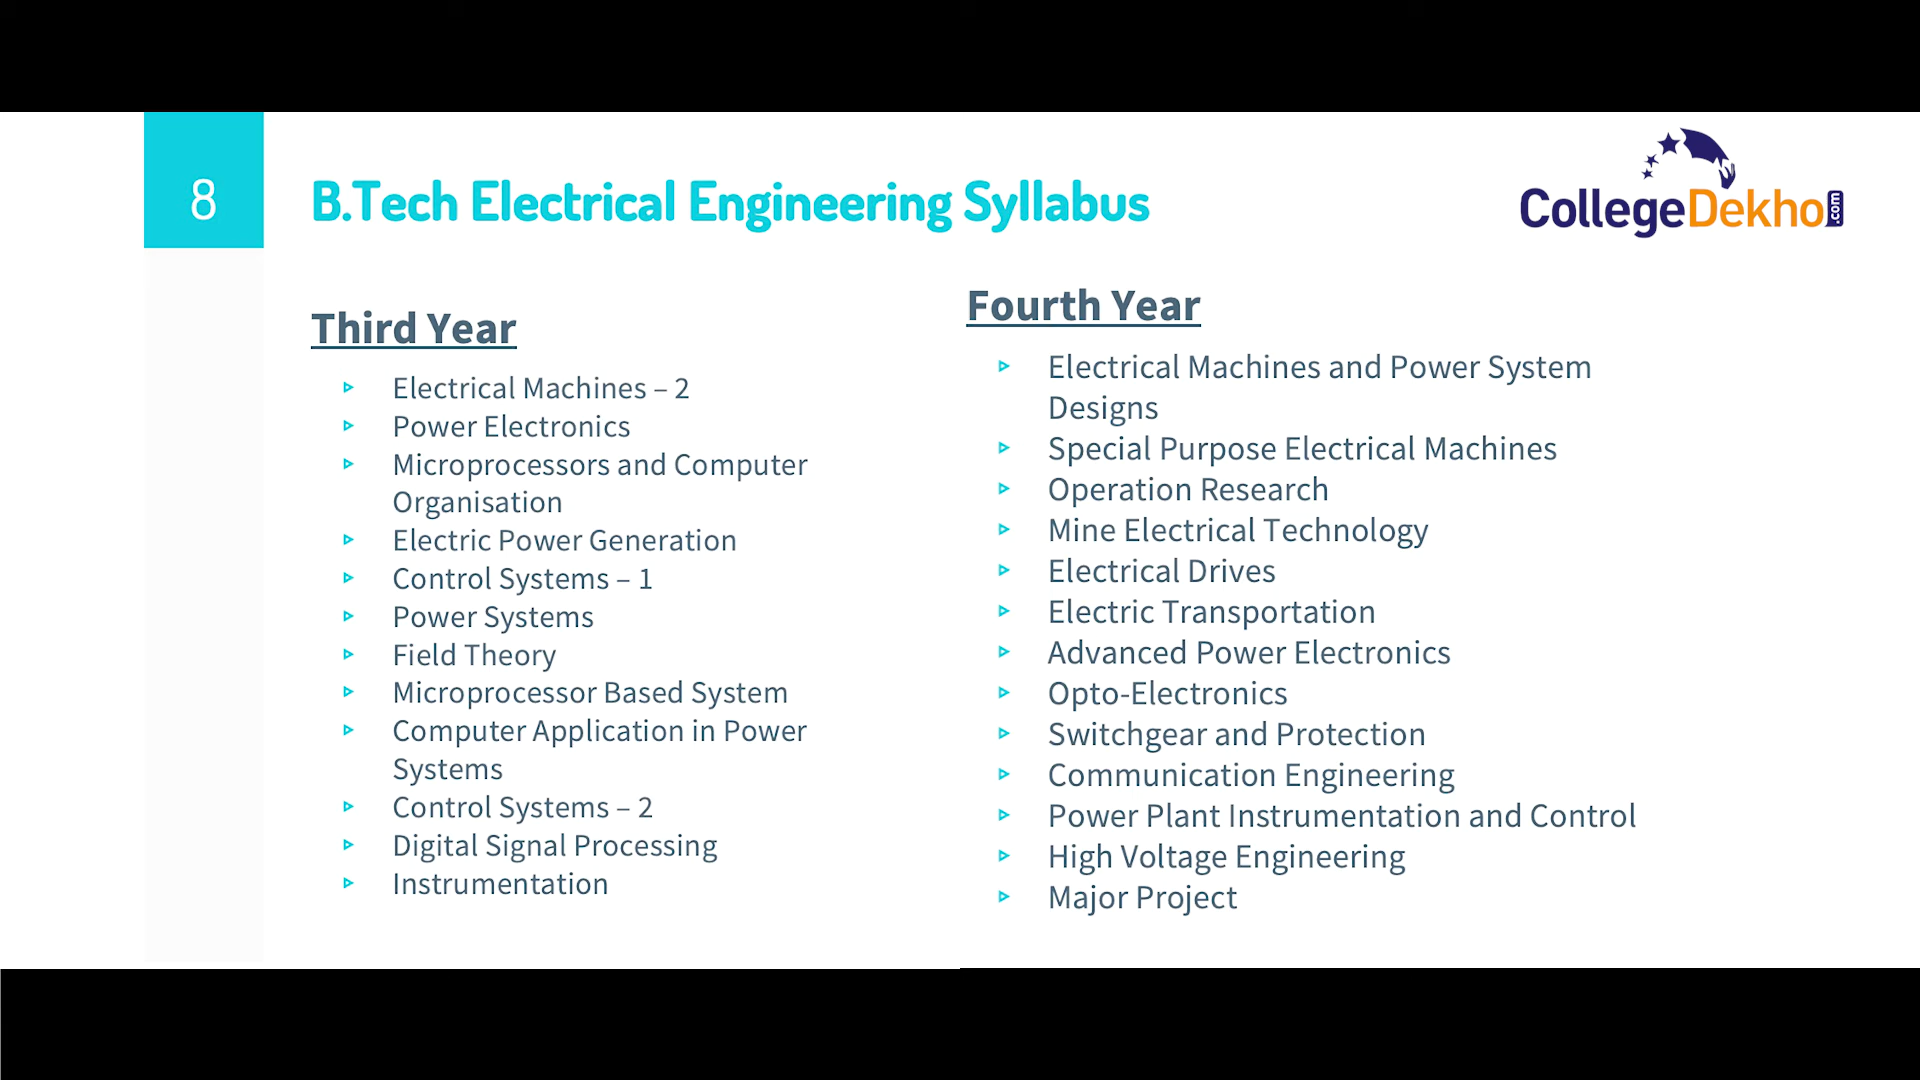 8
B.Tech Electrical Engineering Syllabus
CollegeDekho.com
Third Year
Electrical Machines – 2
Power Electronics
Microprocessors and Computer
Organisation
Electric Power Generation
Control Systems – 1
Power Systems
Field Theory
Microprocessor Based System
Computer Application in Power
Systems
Control Systems – 2
Digital Signal Processing
Instrumentation
Fourth Year
Electrical Machines and Power System
Designs
Special Purpose Electrical Machines
Operation Research
Mine Electrical Technology
Electrical Drives
Electric Transportation
Advanced Power Electronics
Opto-Electronics
Switchgear and Protection
Communication Engineering
Power Plant Instrumentation and Control
High Voltage Engineering
Major Project